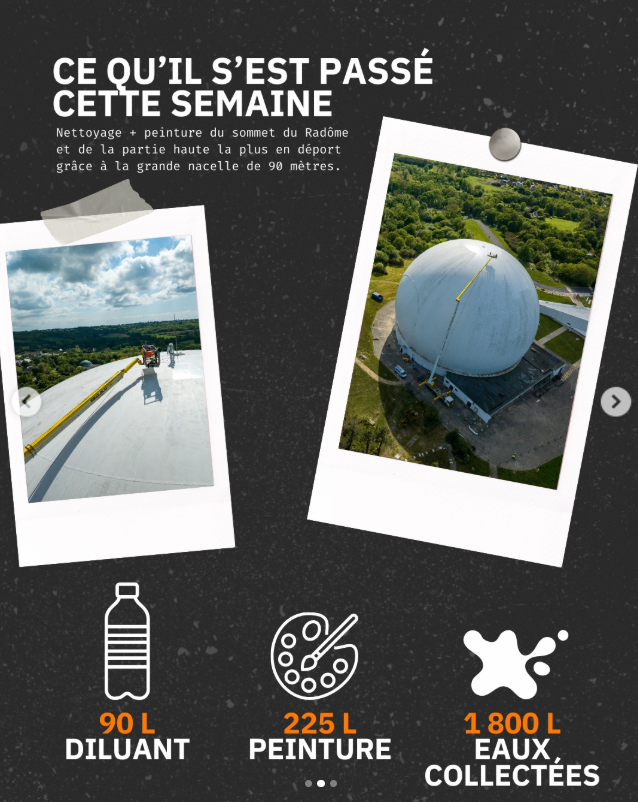 CE QU’IL S’EST PASSÉ
CETTE SEMAINE
Nettoyage + peinture du sommet du Radôme
et de la partie haute la plus en déport
grâce à la grande nacelle de 90 mètres.
90 L
DILUANT
225 L
PEINTURE
1 800 L
EAUX
COLLECTÉES